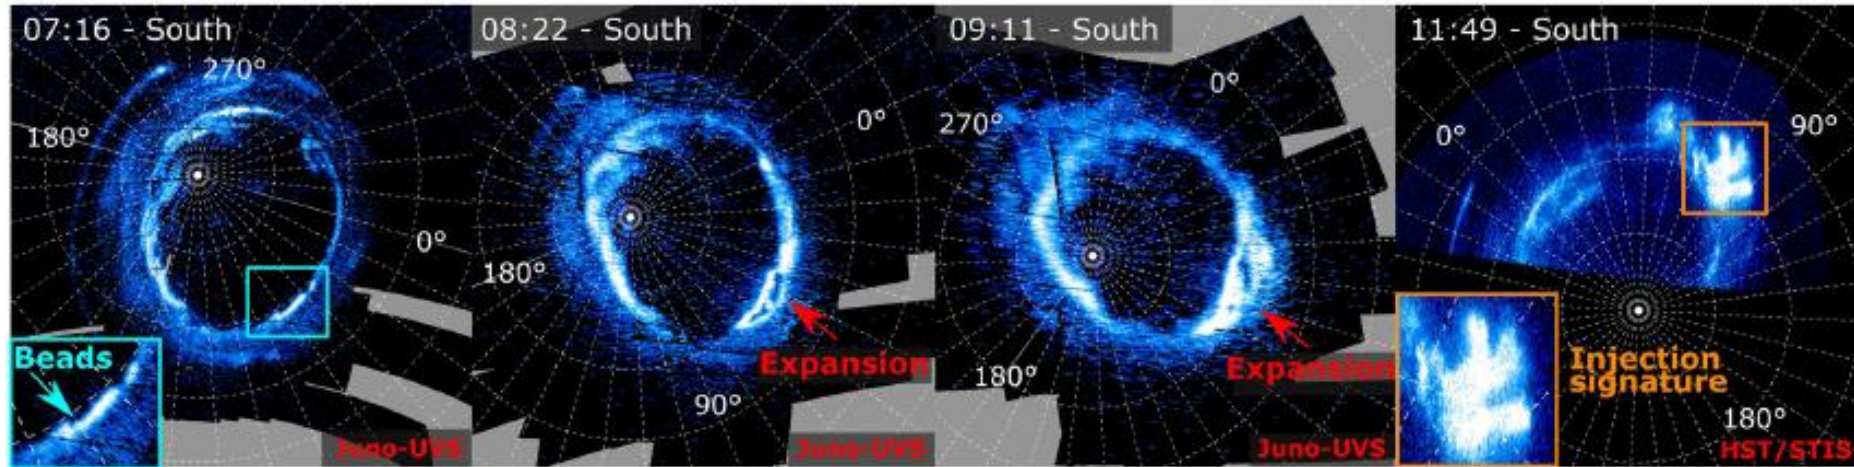 07:16 - South
270°
180°
0°
Beads
Juno-UVS
08:22 - South
0°
180°
Expansion
90°
Juno-UVS
09:11 - South
0°
270°
Expansion
180°
Juno-UVS
11:49 - South
0°
90°
Injection
signature
180°
HST/STIS